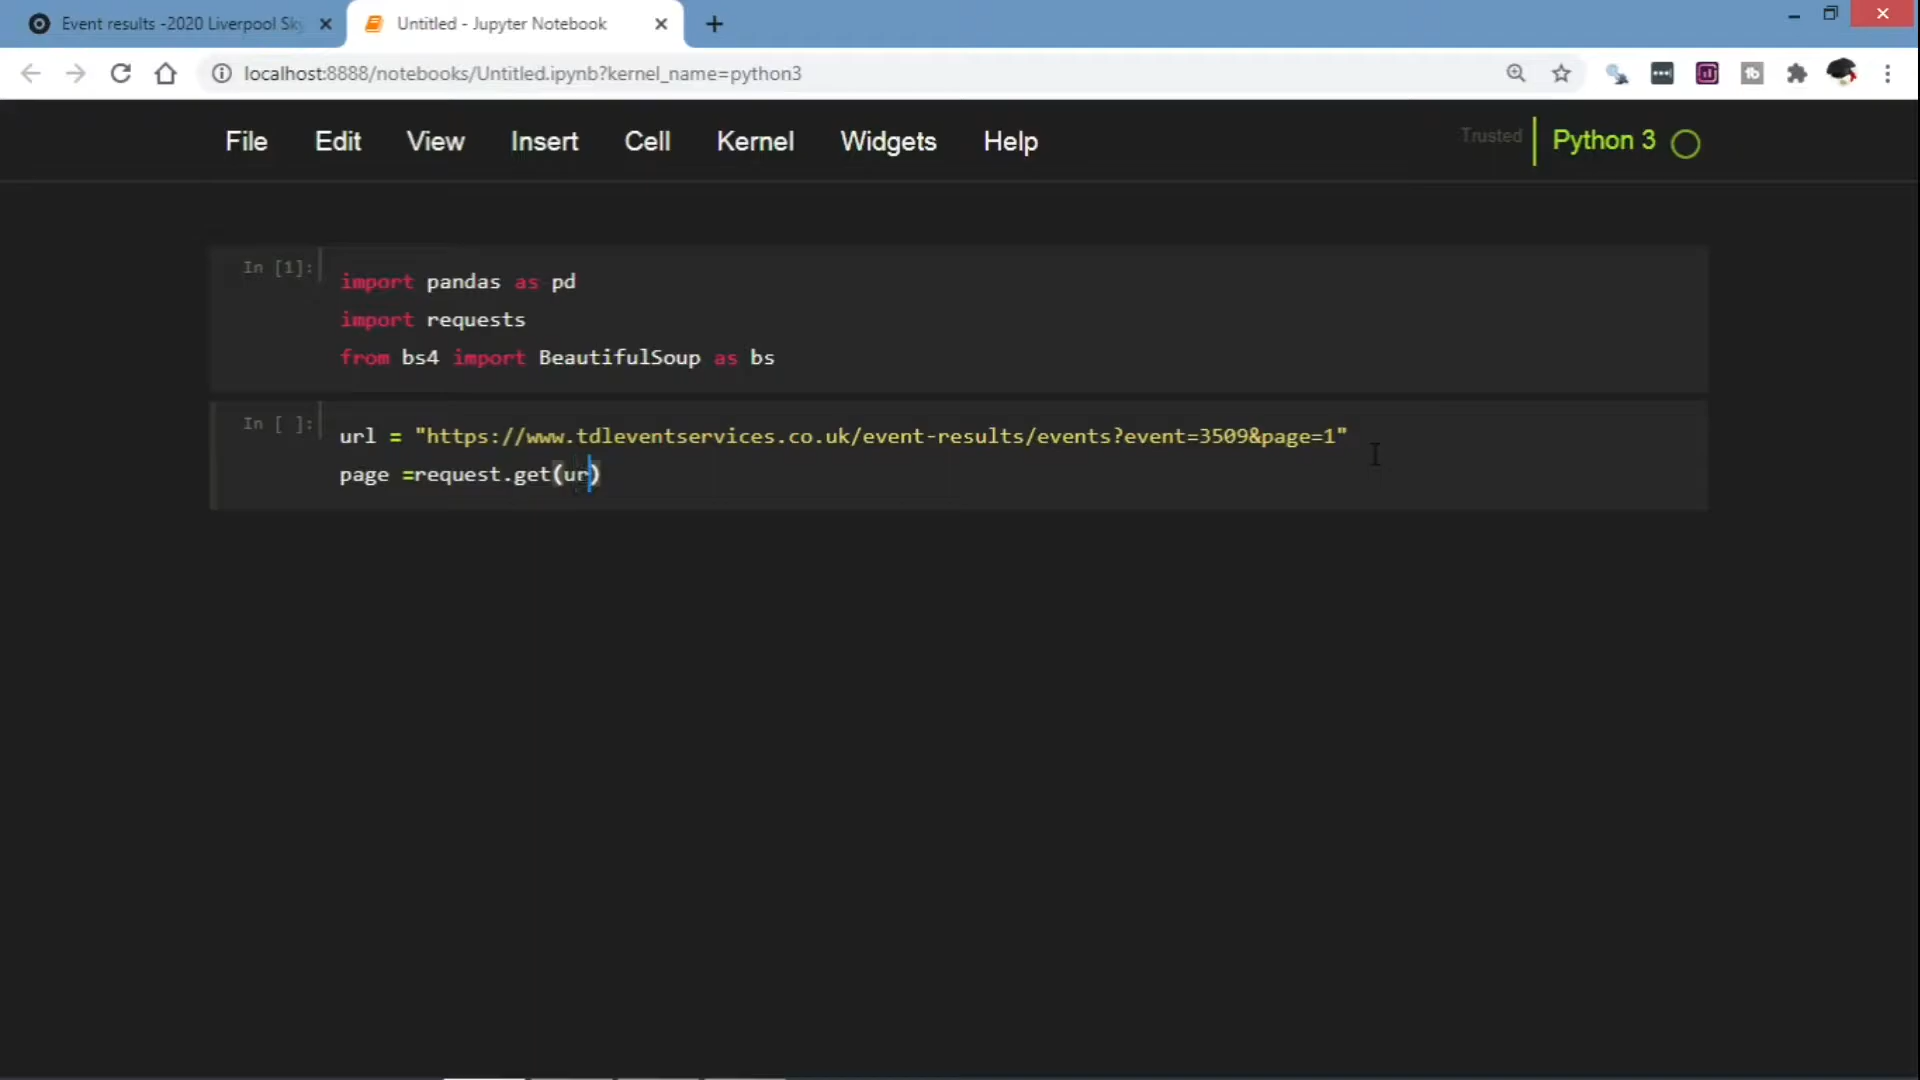 Event results -2020 Liverpool Sky
Untitled - Jupyter Notebook
localhost:8888/notebooks/Untitled.ipynb?kernel_name=python3
File Edit View Insert Cell Kernel Widgets Help
Trusted Python 3
In [1]:
import pandas as pd
import requests
from bs4 import BeautifulSoup as bs
In [ ]:
url = "https://www.tdleventservices.co.uk/event-results/events?event=3509&page=1"
page =request.get(ur)